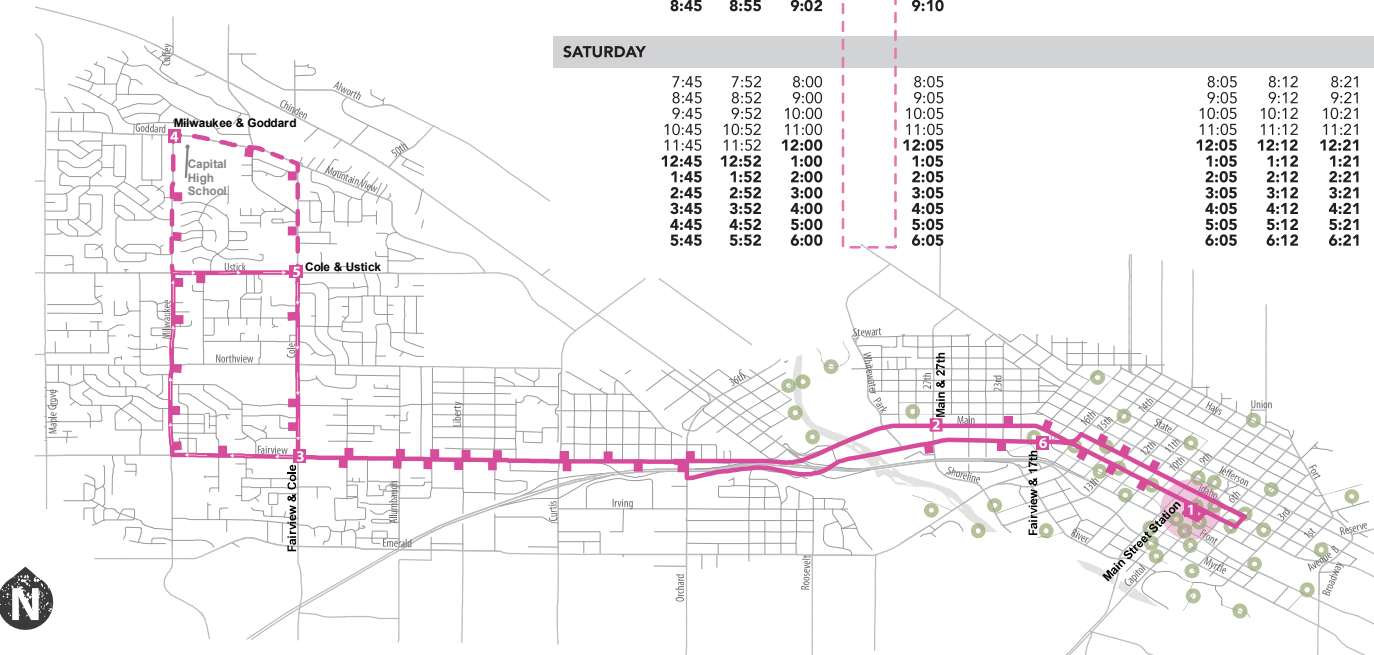 8:45 8:55 9:02 9:10
SATURDAY
7:45 7:52 8:00 8:05 8:05 8:12 8:21
8:45 8:52 9:00 9:05 9:05 9:12 9:21
9:45 9:52 10:00 10:05 10:05 10:12 10:21
10:45 10:52 11:00 11:05 11:05 11:12 11:21
11:45 11:52 12:00 12:05 12:05 12:12 12:21
12:45 12:52 1:00 1:05 1:05 1:12 1:21
1:45 1:52 2:00 2:05 2:05 2:12 2:21
2:45 2:52 3:00 3:05 3:05 3:12 3:21
3:45 3:52 4:00 4:05 4:05 4:12 4:21
4:45 4:52 5:00 5:05 5:05 5:12 5:21
5:45 5:52 6:00 6:05 6:05 6:12 6:21
Coffey
Alworth
Chinden
50th
Milwaukee & Goddard
Goddard
4
Capital
High
School
Mountain View
Ustick
5
Cole & Ustick
Milwaukee
Cole
Northview
Maple Grove
Liberty
36th
Stewart
Whitewater
Park
27th
Main & 27th
23rd
2
Main
Fairview
3
Fairview & Cole
6
Fairview & 17th
16th
15th
14th
State
Hays
Union
Fort
13th
12th
11th
10th
9th
Jefferson
Idaho
6th
3rd
1st
Reserve
Avenue B
Broadway
Shoreline
River
1
Main Street Station
Front
Myrtle
Capitol
Allumbaugh
Curtis
Irving
Emerald
Orchard
Roosevelt
N